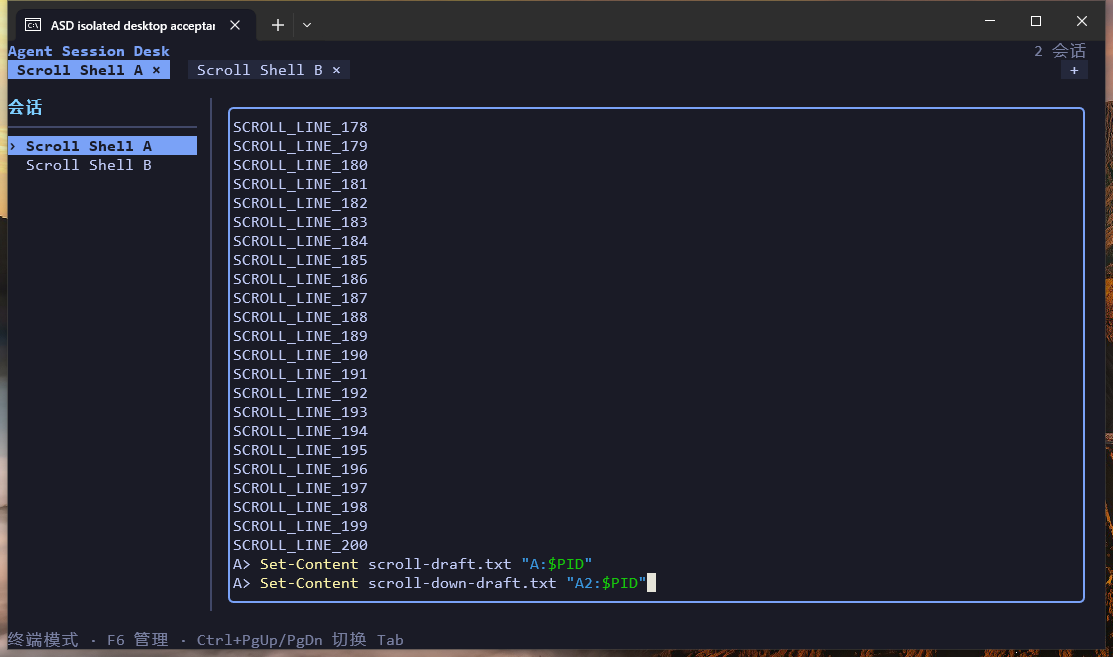 ASD isolated desktop acceptar
Agent Session Desk
2 会话
Scroll Shell A ×
Scroll Shell B ×
+
会话
› Scroll Shell A
Scroll Shell B
SCROLL_LINE_178
SCROLL_LINE_179
SCROLL_LINE_180
SCROLL_LINE_181
SCROLL_LINE_182
SCROLL_LINE_183
SCROLL_LINE_184
SCROLL_LINE_185
SCROLL_LINE_186
SCROLL_LINE_187
SCROLL_LINE_188
SCROLL_LINE_189
SCROLL_LINE_190
SCROLL_LINE_191
SCROLL_LINE_192
SCROLL_LINE_193
SCROLL_LINE_194
SCROLL_LINE_195
SCROLL_LINE_196
SCROLL_LINE_197
SCROLL_LINE_198
SCROLL_LINE_199
SCROLL_LINE_200
A> Set-Content scroll-draft.txt "A:$PID"
A> Set-Content scroll-down-draft.txt "A2:$PID"
终端模式 · F6 管理 · Ctrl+PgUp/PgDn 切换 Tab